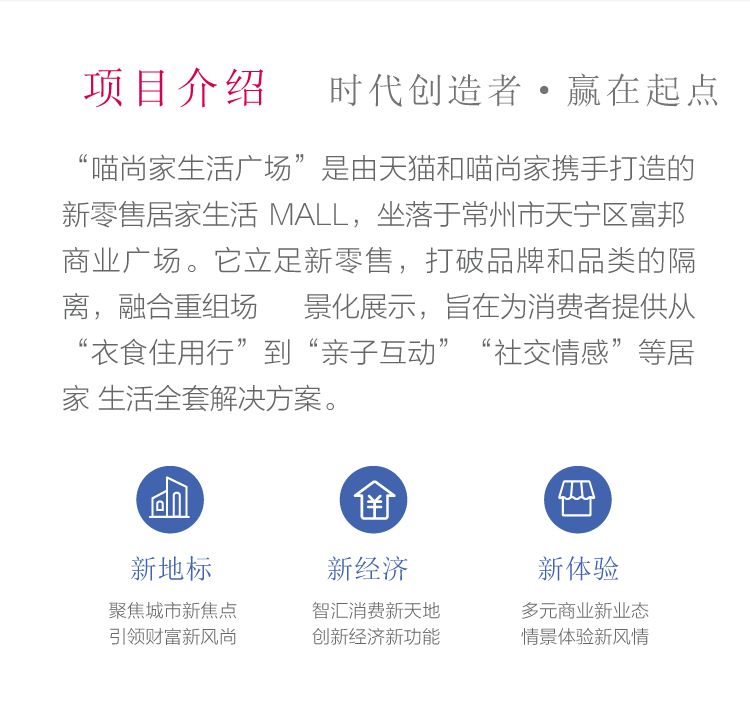 项目介绍 时代创造者·赢在起点
“喵尚家生活广场”是由天猫和喵尚家携手打造的
新零售居家生活 MALL，坐落于常州市天宁区富邦
商业广场。它立足新零售，打破品牌和品类的隔
离，融合重组场 景化展示，旨在为消费者提供从
“衣食住用行”到“亲子互动”“社交情感”等居
家 生活全套解决方案。
新地标 新经济 新体验
聚焦城市新焦点 智汇消费新天地 多元商业新业态
引领财富新风尚 创新经济新功能 情景体验新风情